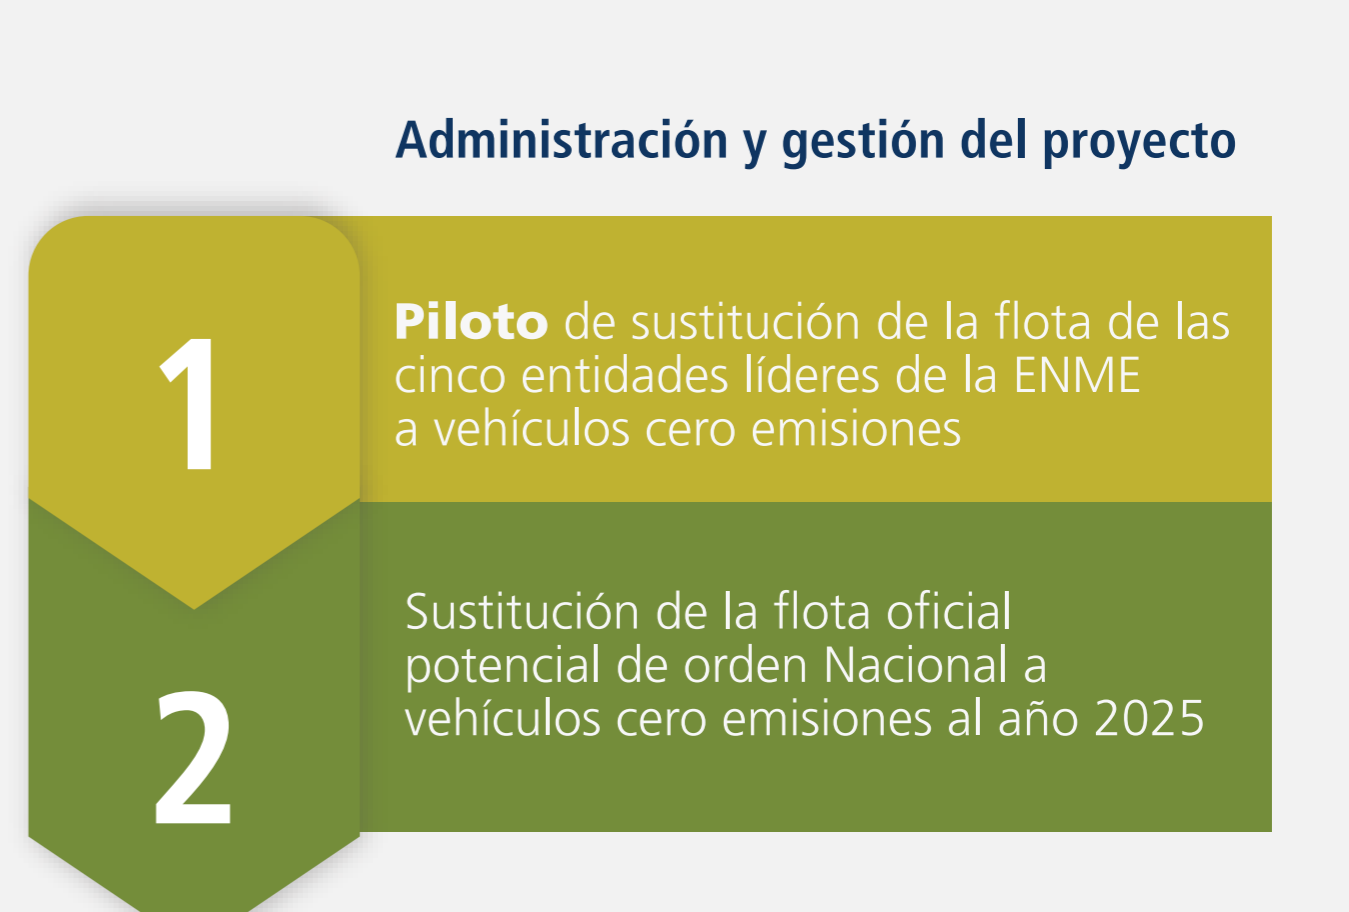 Administración y gestión del proyecto
1
Piloto de sustitución de la flota de las
cinco entidades líderes de la ENME
a vehículos cero emisiones
2
Sustitución de la flota oficial
potencial de orden Nacional a
vehículos cero emisiones al año 2025